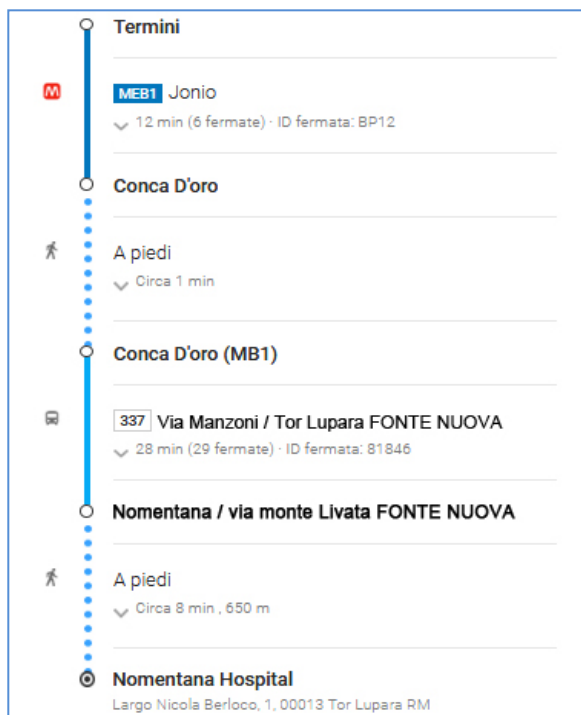 Termini
M
MEB1 Jonio
12 min (6 fermate) · ID fermata: BP12
Conca D'oro
A piedi
Circa 1 min
Conca D'oro (MB1)
337 Via Manzoni / Tor Lupara FONTE NUOVA
28 min (29 fermate) · ID fermata: 81846
Nomentana / via monte Livata FONTE NUOVA
A piedi
Circa 8 min , 650 m
Nomentana Hospital
Largo Nicola Berloco, 1, 00013 Tor Lupara RM